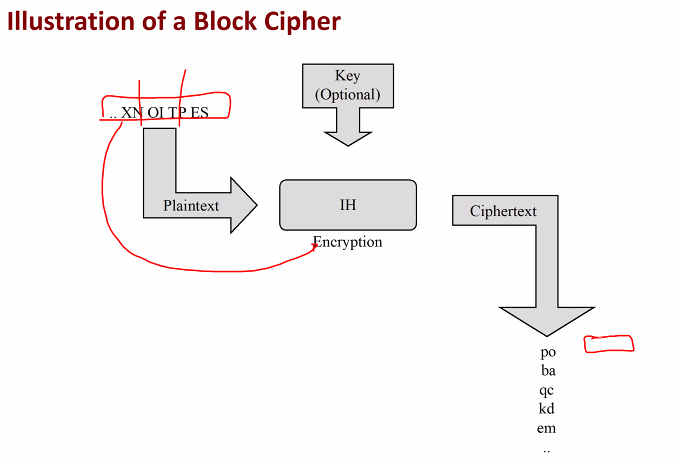 Illustration of a Block Cipher
Key
(Optional)
.. XN OI TP ES
Plaintext
IH
Ciphertext
Encryption
po
ba
qc
kd
em
..